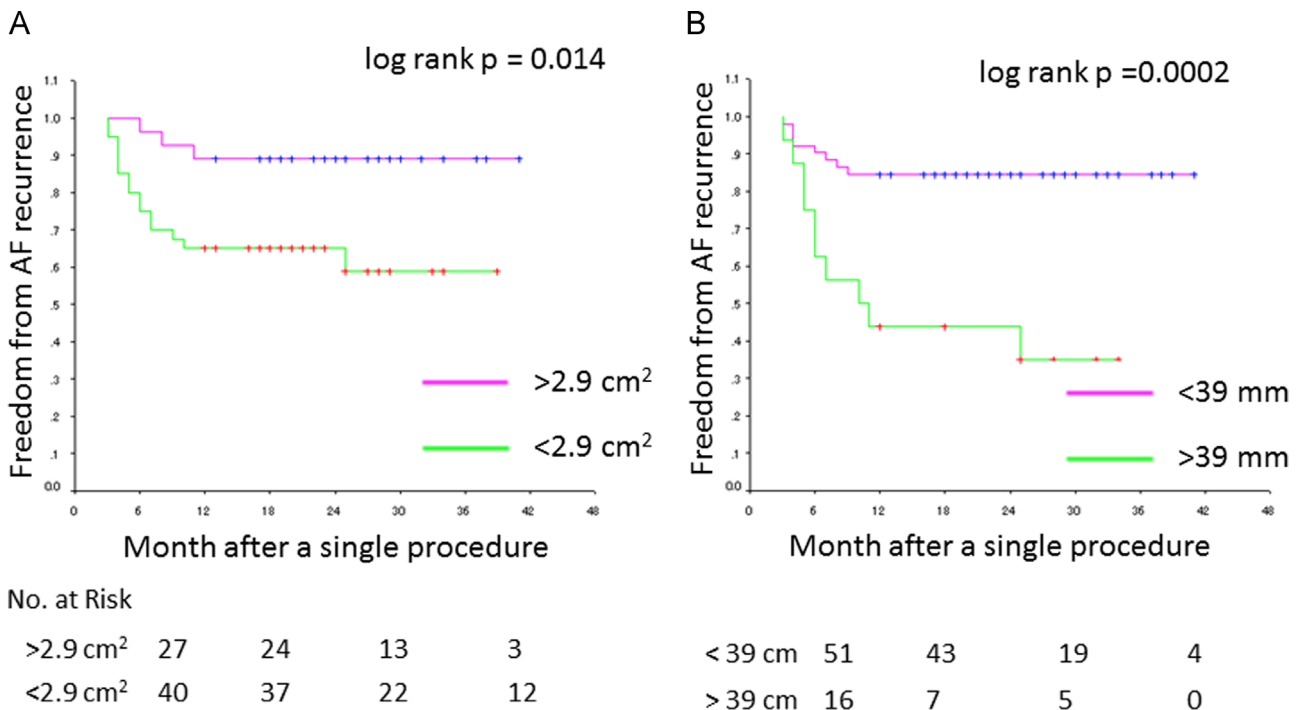 A
log rank p = 0.014
Freedom from AF recurrence
1.1
1.0
.9
.8
.7
.6
.5
.4
.3
.2
.1
0.0
0 6 12 18 24 30 36 42 48
>2.9 cm²
<2.9 cm²
Month after a single procedure
No. at Risk
>2.9 cm² 27 24 13 3
<2.9 cm² 40 37 22 12
B
log rank p =0.0002
Freedom from AF recurrence
1.1
1.0
.9
.8
.7
.6
.5
.4
.3
.2
.1
0.0
0 6 12 18 24 30 36 42 48
<39 mm
>39 mm
Month after a single procedure
< 39 cm 51 43 19 4
> 39 cm 16 7 5 0